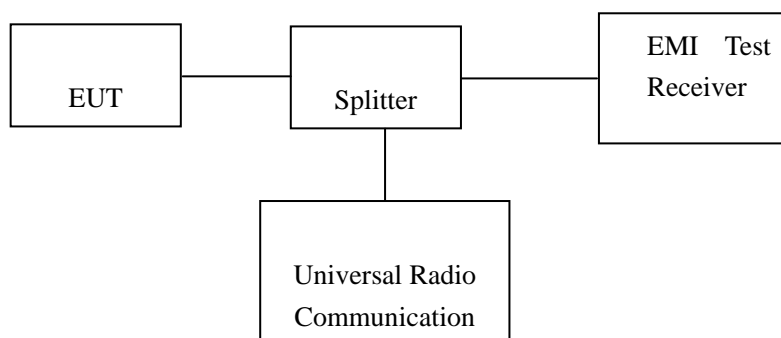 EMI Test
Receiver
EUT
Splitter
Universal Radio
Communication